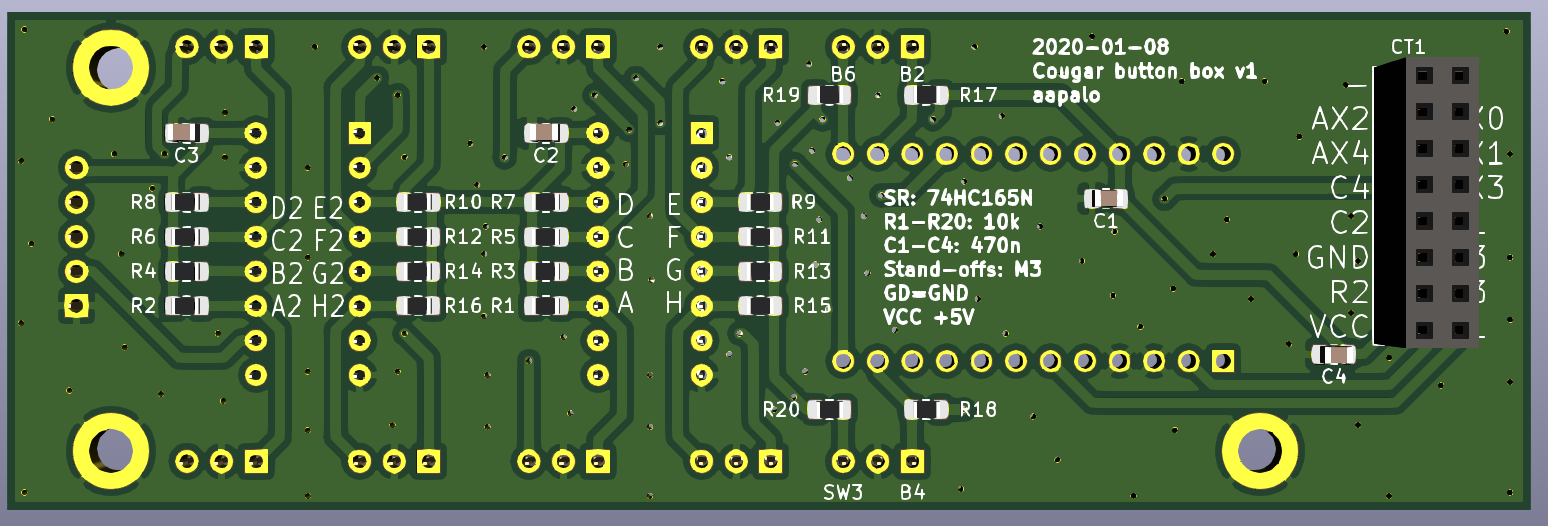 2020-01-08
Cougar button box v1
aapalo
CT1
B6 B2
R19 R17
AX2 X0
AX4 X1
C4 X3
C2
GND 3
R2 3
VCC
C4
C3 C2
R8 D2 E2 R10 R7 D E R9
R6 C2 F2 R12 R5 C F R11
R4 B2 G2 R14 R3 B G R13
R2 A2 H2 R16 R1 A H R15
C1
SR: 74HC165N
R1-R20: 10k
C1-C4: 470n
Stand-offs: M3
GD=GND
VCC +5V
R20 R18
SW3 B4